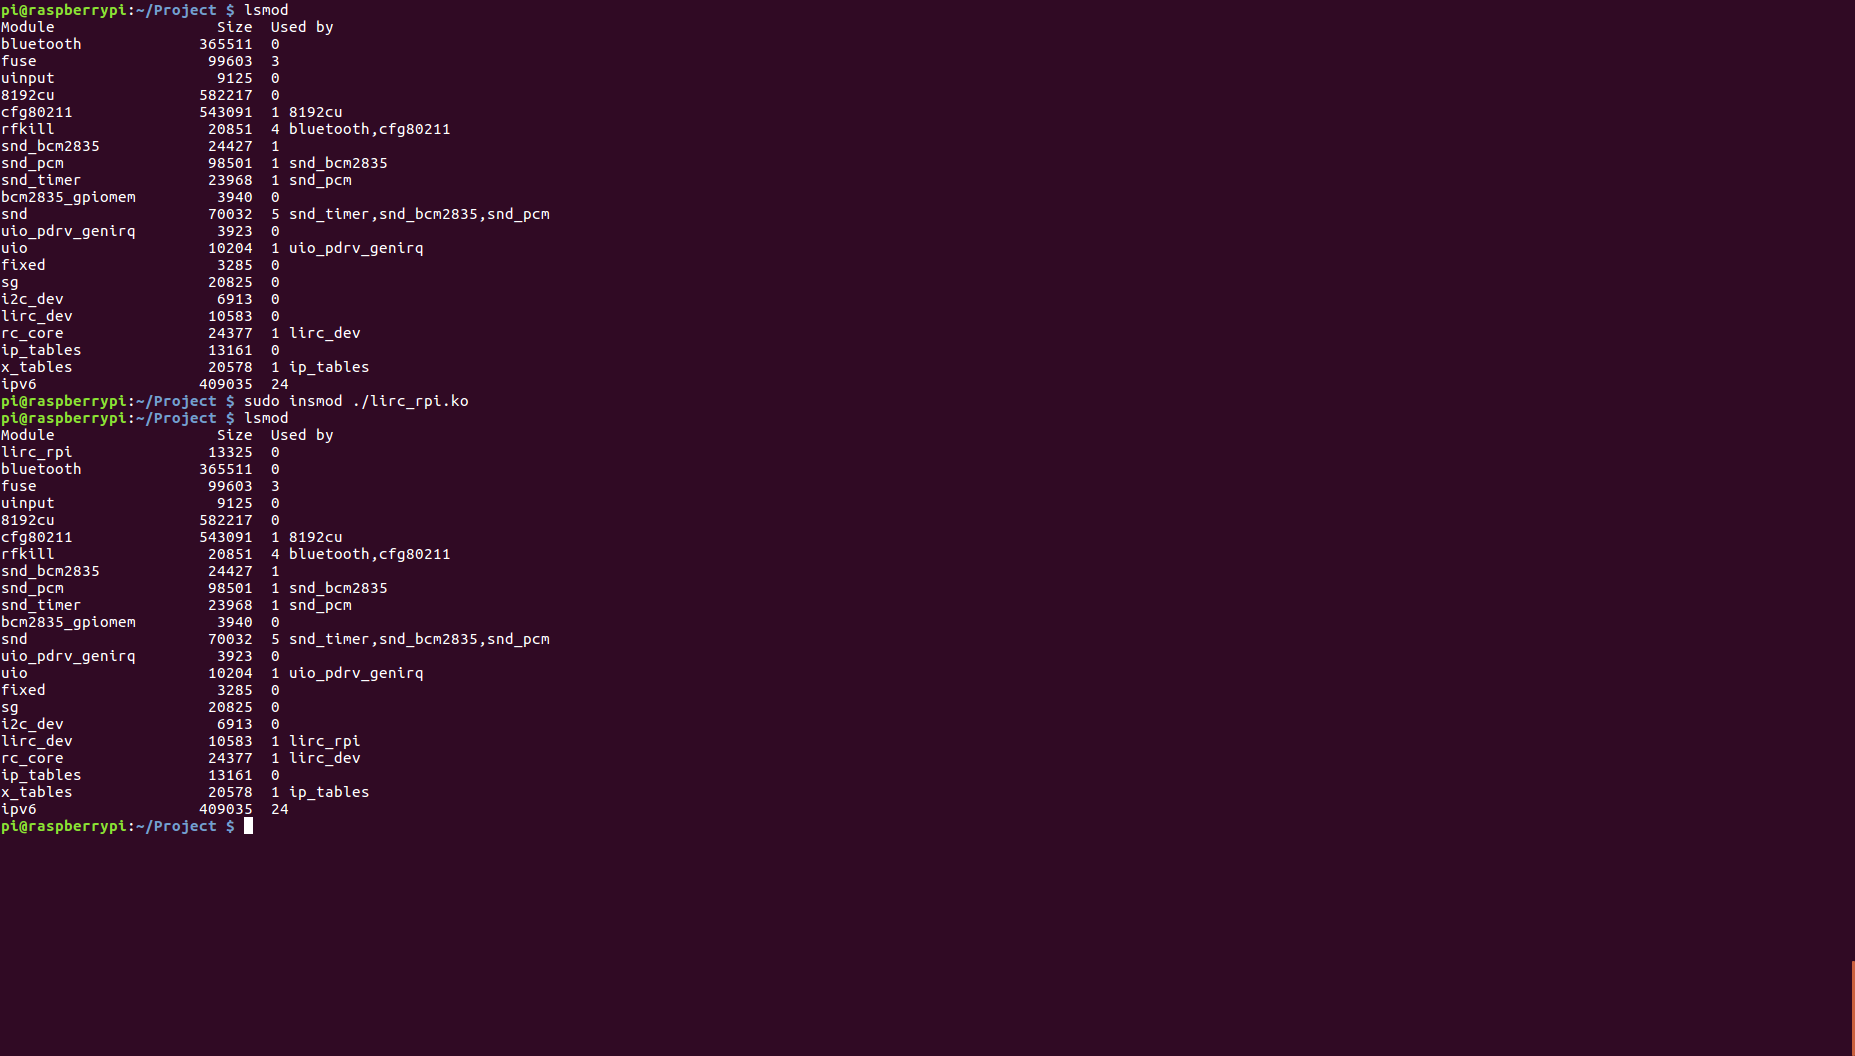 pi@raspberrypi:~/Project $ lsmod
Module                  Size  Used by
bluetooth             365511  0
fuse                   99603  3
uinput                  9125  0
8192cu                582217  0
cfg80211              543091  1 8192cu
rfkill                 20851  4 bluetooth,cfg80211
snd_bcm2835            24427  1
snd_pcm                98501  1 snd_bcm2835
snd_timer              23968  1 snd_pcm
bcm2835_gpiomem         3940  0
snd                    70032  5 snd_timer,snd_bcm2835,snd_pcm
uio_pdrv_genirq         3923  0
uio                    10204  1 uio_pdrv_genirq
fixed                   3285  0
sg                     20825  0
i2c_dev                 6913  0
lirc_dev               10583  0
rc_core                24377  1 lirc_dev
ip_tables              13161  0
x_tables               20578  1 ip_tables
ipv6                  409035  24
pi@raspberrypi:~/Project $ sudo insmod ./lirc_rpi.ko
pi@raspberrypi:~/Project $ lsmod
Module                  Size  Used by
lirc_rpi               13325  0
bluetooth             365511  0
fuse                   99603  3
uinput                  9125  0
8192cu                582217  0
cfg80211              543091  1 8192cu
rfkill                 20851  4 bluetooth,cfg80211
snd_bcm2835            24427  1
snd_pcm                98501  1 snd_bcm2835
snd_timer              23968  1 snd_pcm
bcm2835_gpiomem         3940  0
snd                    70032  5 snd_timer,snd_bcm2835,snd_pcm
uio_pdrv_genirq         3923  0
uio                    10204  1 uio_pdrv_genirq
fixed                   3285  0
sg                     20825  0
i2c_dev                 6913  0
lirc_dev               10583  1 lirc_rpi
rc_core                24377  1 lirc_dev
ip_tables              13161  0
x_tables               20578  1 ip_tables
ipv6                  409035  24
pi@raspberrypi:~/Project $